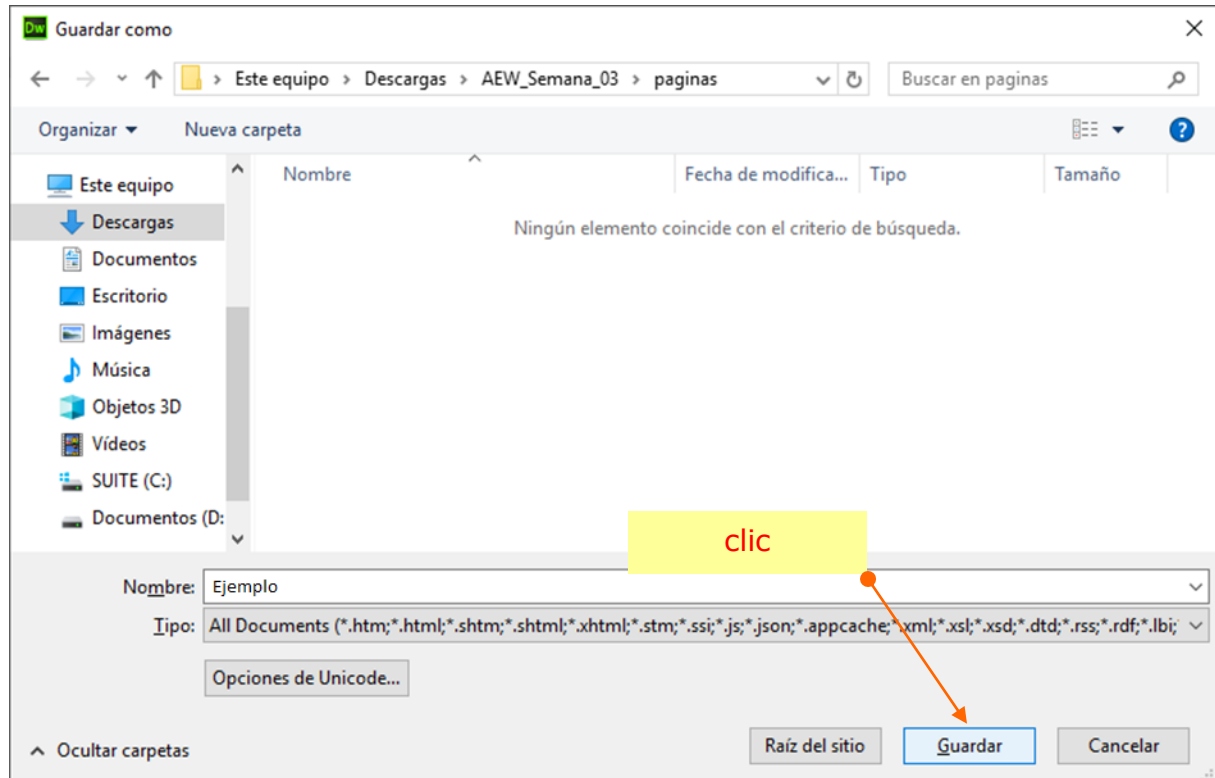 Dw Guardar como
Este equipo > Descargas > AEW_Semana_03 > paginas
Buscar en paginas
Organizar Nueva carpeta ?
Nombre Fecha de modifica... Tipo Tamaño
Ningún elemento coincide con el criterio de búsqueda.
Este equipo
Descargas
Documentos
Escritorio
Imágenes
Música
Objetos 3D
Vídeos
SUITE (C:)
Documentos (D:
clic
Nombre: Ejemplo
Tipo: All Documents (*.htm;*.html;*.shtm;*.shtml;*.xhtml;*.stm;*.ssi;*.js;*.json;*.appcache;*.xml;*.xsl;*.xsd;*.dtd;*.rss;*.rdf;*.lbi;
Opciones de Unicode...
Ocultar carpetas
Raíz del sitio Guardar Cancelar